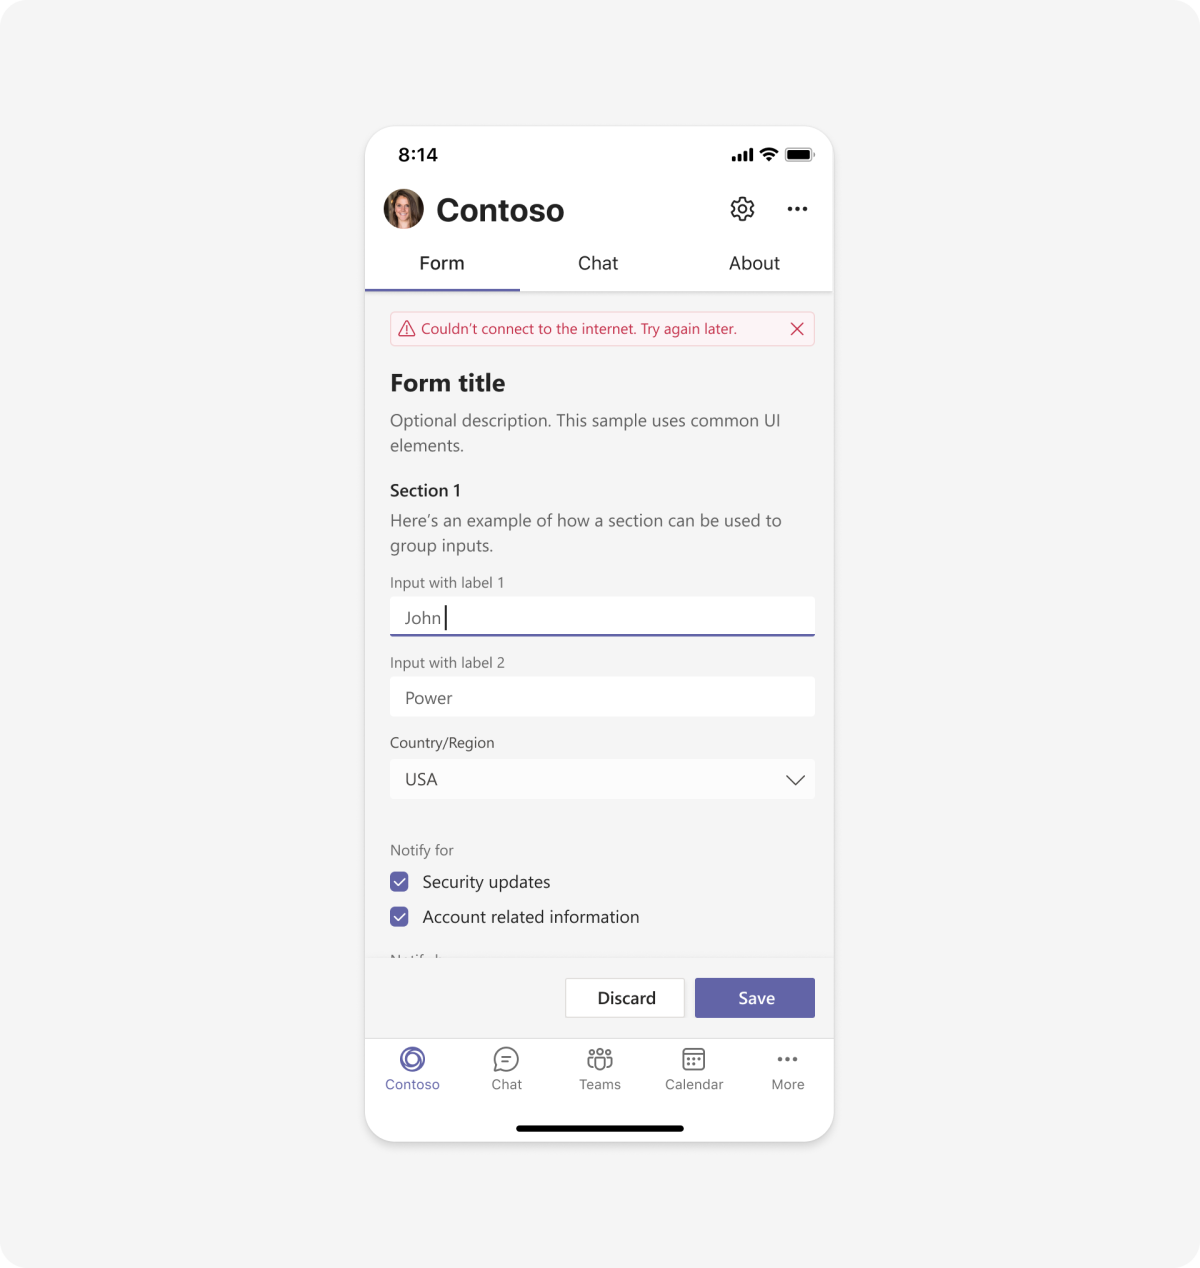 8:14
Contoso
Form
Chat
About
Couldn’t connect to the internet. Try again later.
Form title
Optional description. This sample uses common UI
elements.
Section 1
Here’s an example of how a section can be used to
group inputs.
Input with label 1
John
Input with label 2
Power
Country/Region
USA
Notify for
Security updates
Account related information
Discard
Save
Contoso
Chat
Teams
Calendar
More